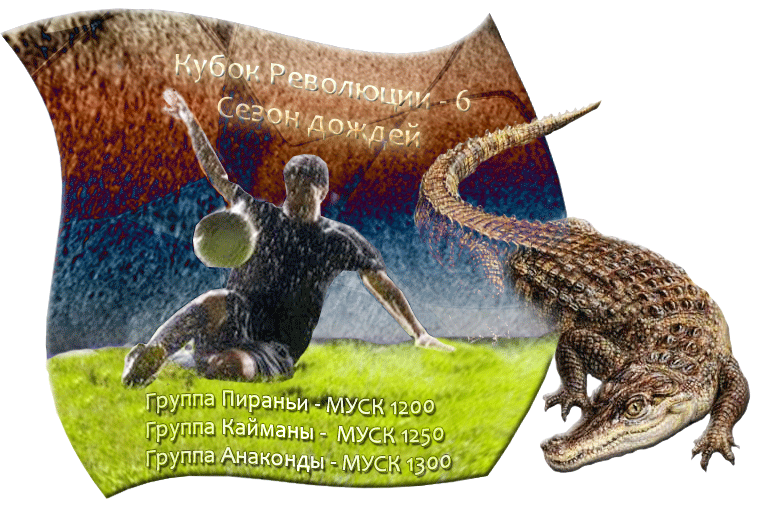 Кубок Революции - 6
Сезон дождей
Группа Пираньи - МУСК 1200
Группа Кайманы - МУСК 1250
Группа Анаконды - МУСК 1300